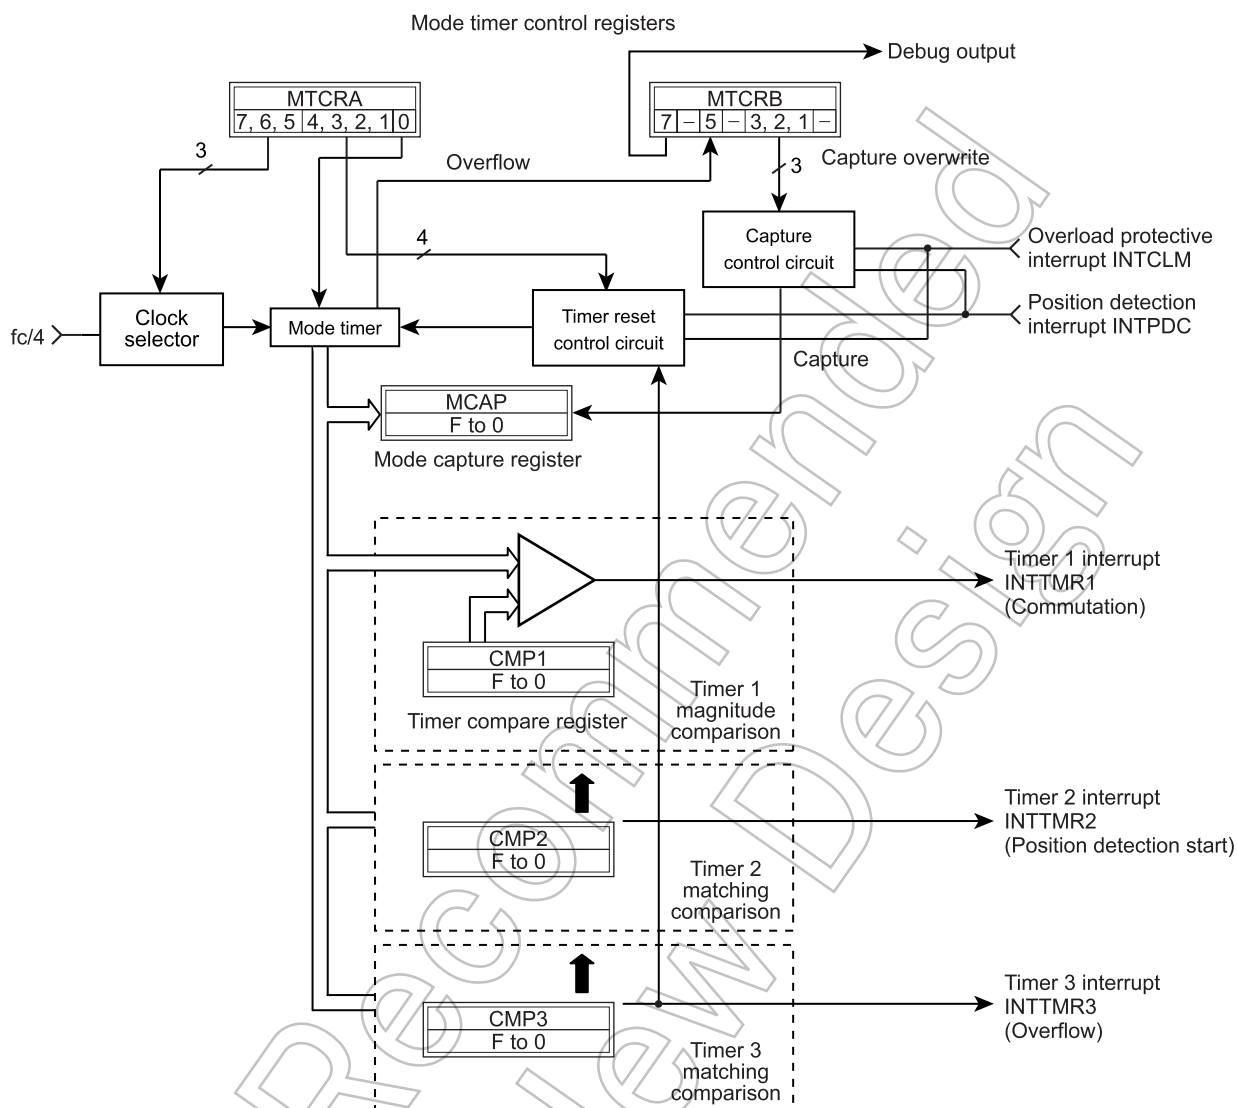 Mode timer control registers
Debug output
MTCRA
7, 6, 5 4, 3, 2, 1 0
MTCRB
7 – 5 – 3, 2, 1 –
3
Overflow
3
Capture overwrite
4
Capture
control circuit
Overload protective
interrupt INTCLM
Position detection
interrupt INTPDC
fc/4
Clock
selector
Mode timer
Timer reset
control circuit
Capture
MCAP
F to 0
Mode capture register
Timer 1 interrupt
INTTMR1
(Commutation)
CMP1
F to 0
Timer compare register
Timer 1
magnitude
comparison
Timer 2 interrupt
INTTMR2
(Position detection start)
CMP2
F to 0
Timer 2
matching
comparison
Timer 3 interrupt
INTTMR3
(Overflow)
CMP3
F to 0
Timer 3
matching
comparison
Recommended
Design